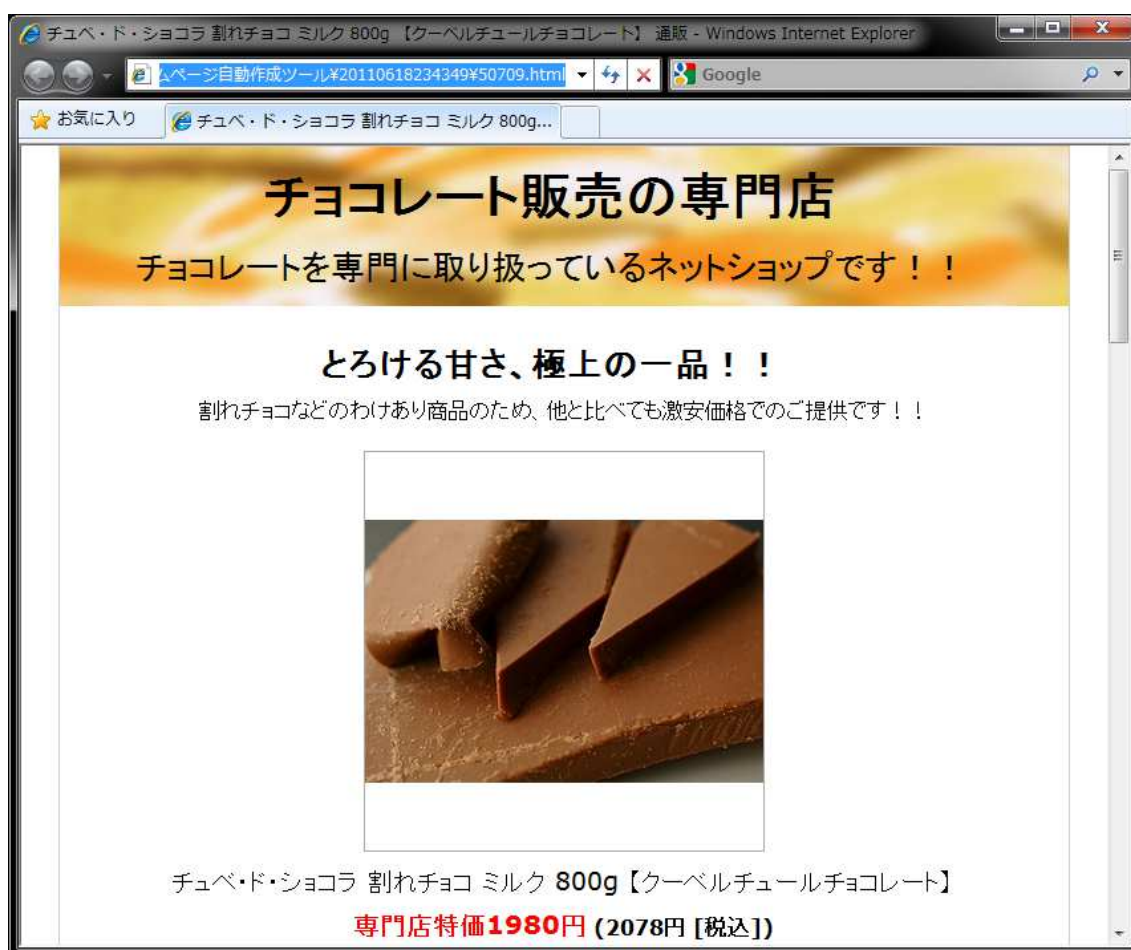 チュベ・ド・ショコラ 割れチョコ ミルク 800g 【クーベルチュールチョコレート】 通販 - Windows Internet Explorer
ムページ自動作成ツール¥20110618234349¥50709.html
Google
お気に入り
チュベ・ド・ショコラ 割れチョコ ミルク 800g...
チョコレート販売の専門店
チョコレートを専門に取り扱っているネットショップです！！
とろける甘さ、極上の一品！！
割れチョコなどのわけあり商品のため、他と比べても激安価格でのご提供です！！
チュベ・ド・ショコラ 割れチョコ ミルク 800g【クーベルチュールチョコレート】
専門店特価1980円 (2078円 [税込])